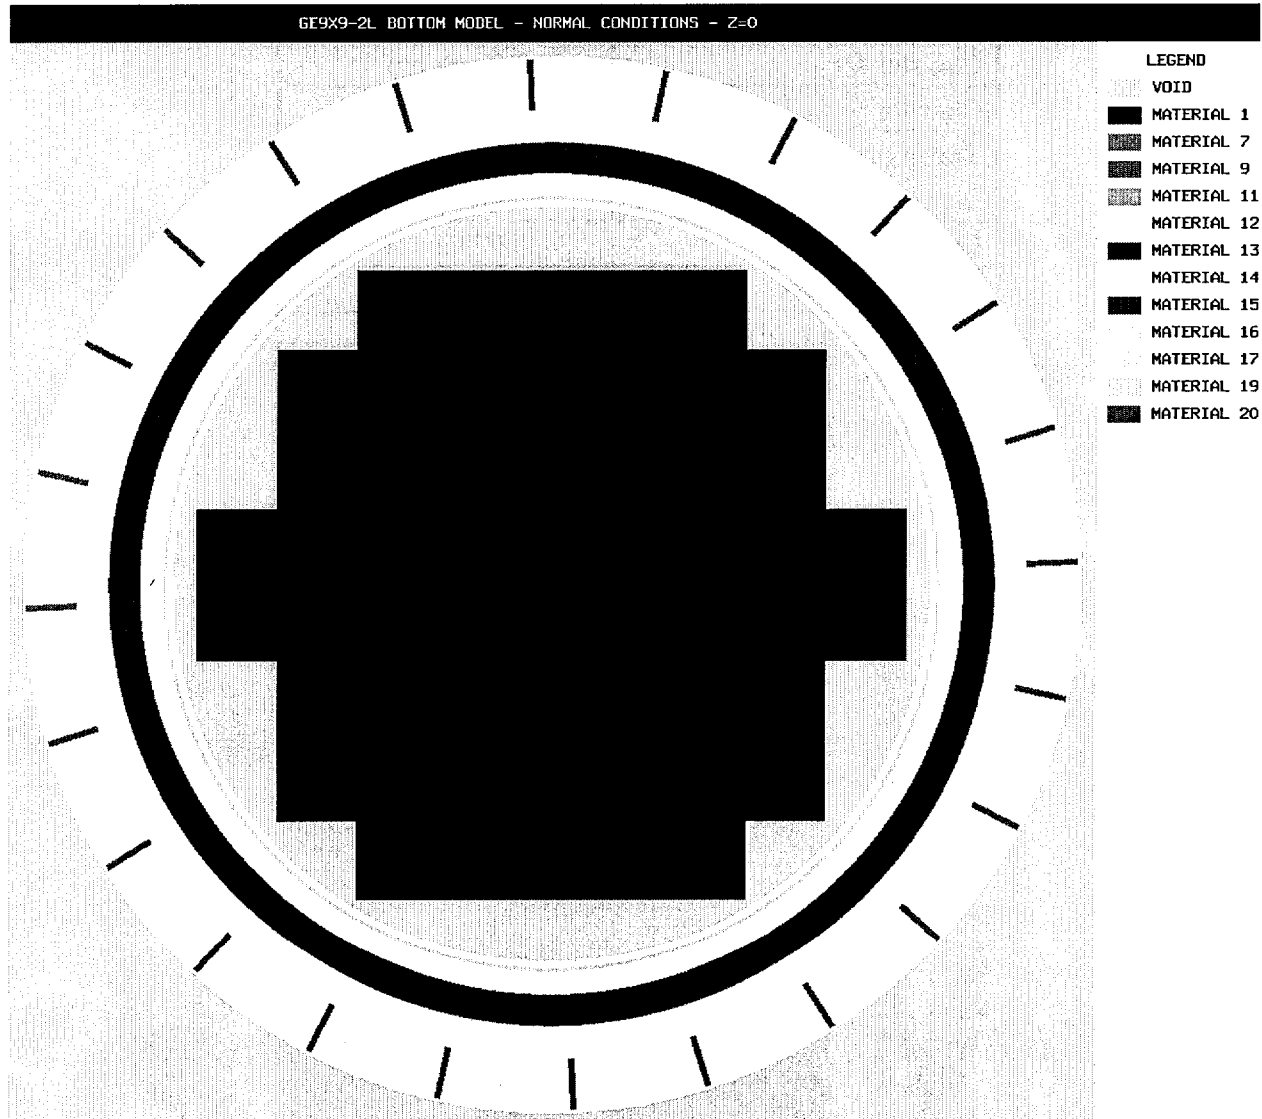 GE9X9-2L BOTTOM MODEL - NORMAL CONDITIONS - Z=0
LEGEND
VOID
MATERIAL 1
MATERIAL 7
MATERIAL 9
MATERIAL 11
MATERIAL 12
MATERIAL 13
MATERIAL 14
MATERIAL 15
MATERIAL 16
MATERIAL 17
MATERIAL 19
MATERIAL 20